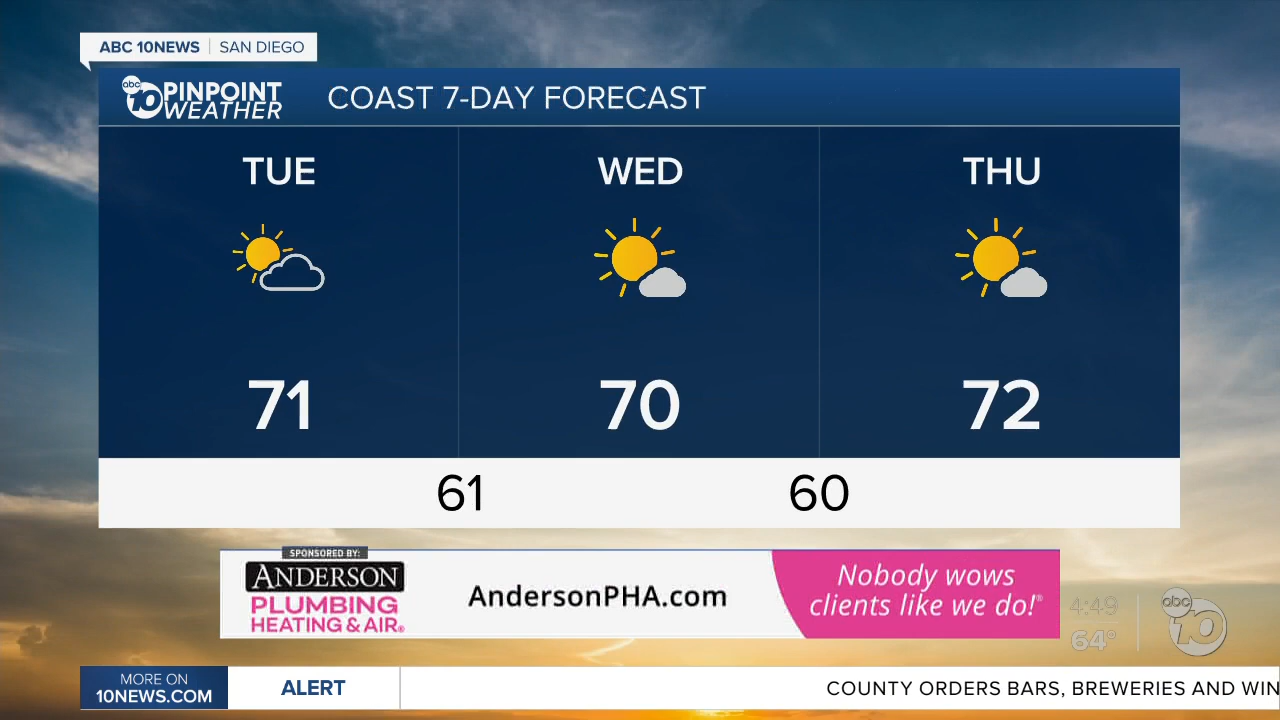 ABC 10NEWS | SAN DIEGO
abc 10 PINPOINT WEATHER
COAST 7-DAY FORECAST
TUE WED THU
71 70 72
61 60
SPONSORED BY:
ANDERSON
PLUMBING
HEATING & AIR®
AndersonPHA.com
Nobody wows
clients like we do!®
4:49
64°
abc 10
MORE ON
10NEWS.COM
ALERT
COUNTY ORDERS BARS, BREWERIES AND WIN